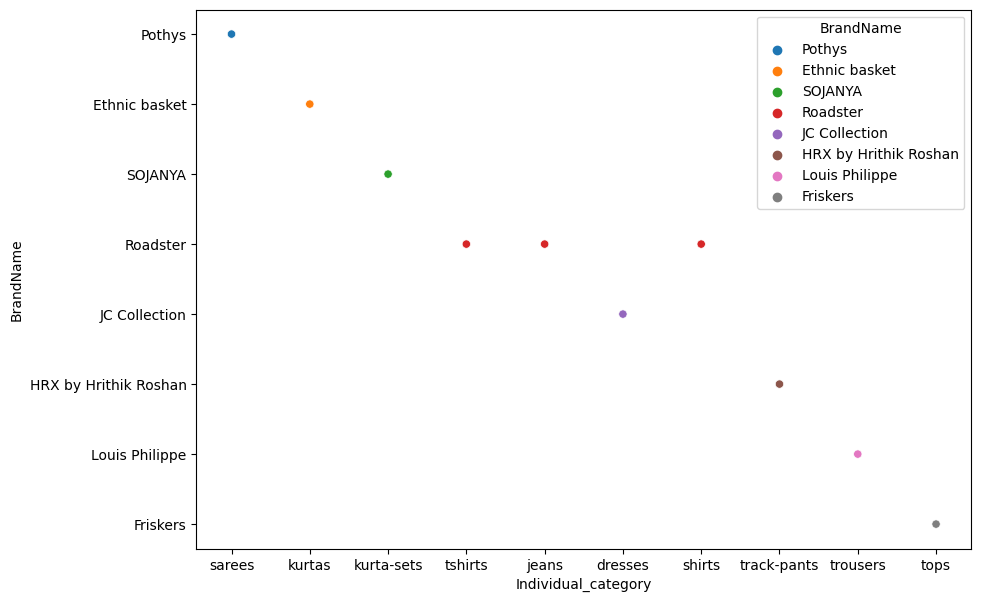 BrandName
Pothys
Ethnic basket
SOJANYA
Roadster
JC Collection
HRX by Hrithik Roshan
Louis Philippe
Friskers
BrandName
Pothys
Ethnic basket
SOJANYA
Roadster
JC Collection
HRX by Hrithik Roshan
Louis Philippe
Friskers
sarees kurtas kurta-sets tshirts jeans dresses shirts track-pants trousers tops
Individual_category